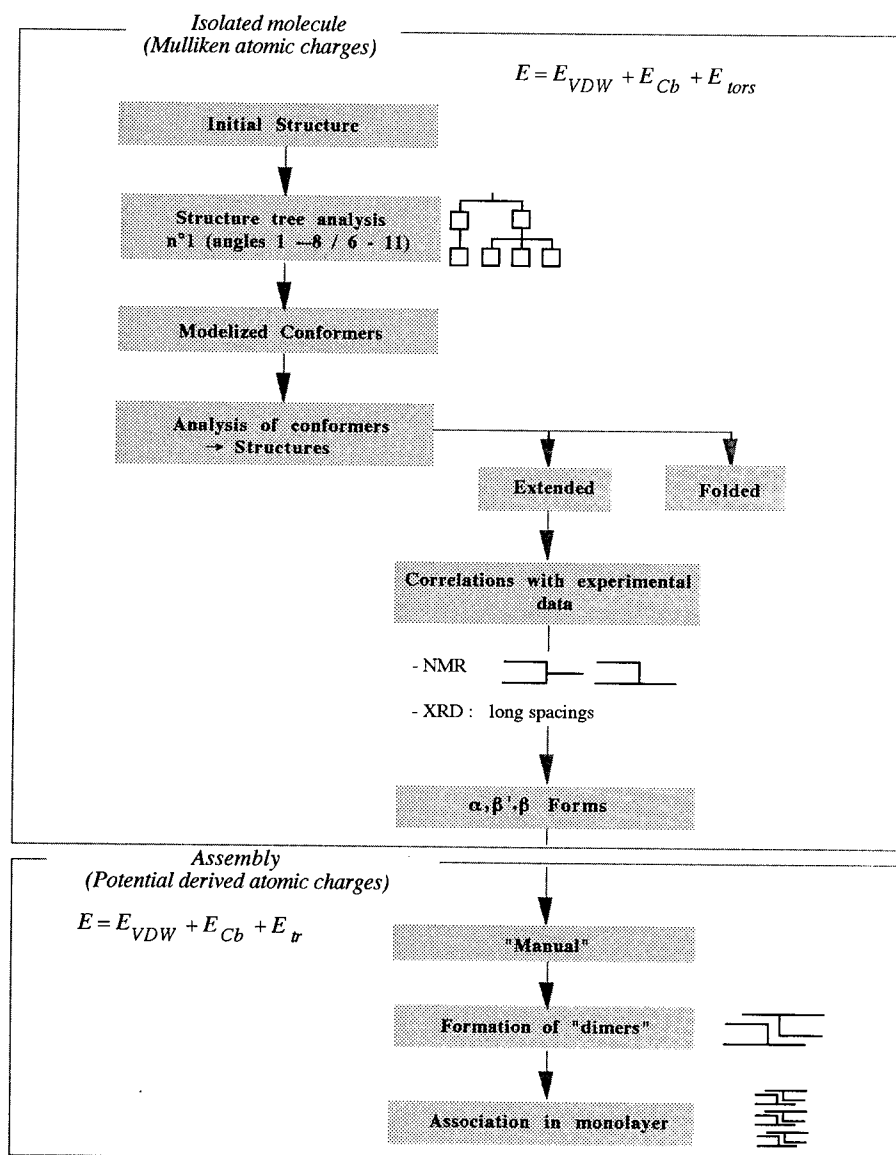 Isolated molecule
(Mulliken atomic charges)
E = E_VDW + E_Cb + E_tors
Initial Structure
Structure tree analysis
n°1 (angles 1 —8 / 6 - 11)
Modelized Conformers
Analysis of conformers
→ Structures
Extended
Folded
Correlations with experimental
data
- NMR
- XRD : long spacings
α,β',β Forms
Assembly
(Potential derived atomic charges)
E = E_VDW + E_Cb + E_tr
"Manual"
Formation of "dimers"
Association in monolayer